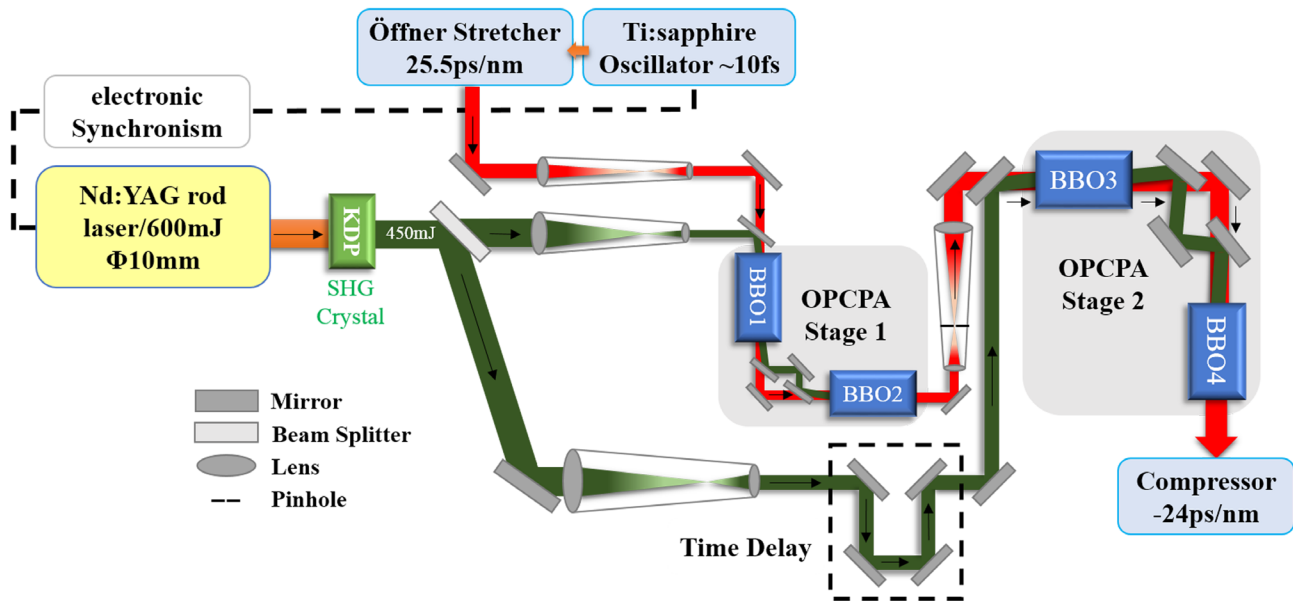 Öffner Stretcher
25.5ps/nm
Ti:sapphire
Oscillator ~10fs
electronic
Synchronism
Nd:YAG rod
laser/600mJ
Φ10mm
KDP
450mJ
SHG
Crystal
BBO1
OPCPA
Stage 1
BBO2
BBO3
OPCPA
Stage 2
BBO4
Mirror
Beam Splitter
Lens
Pinhole
Time Delay
Compressor
-24ps/nm